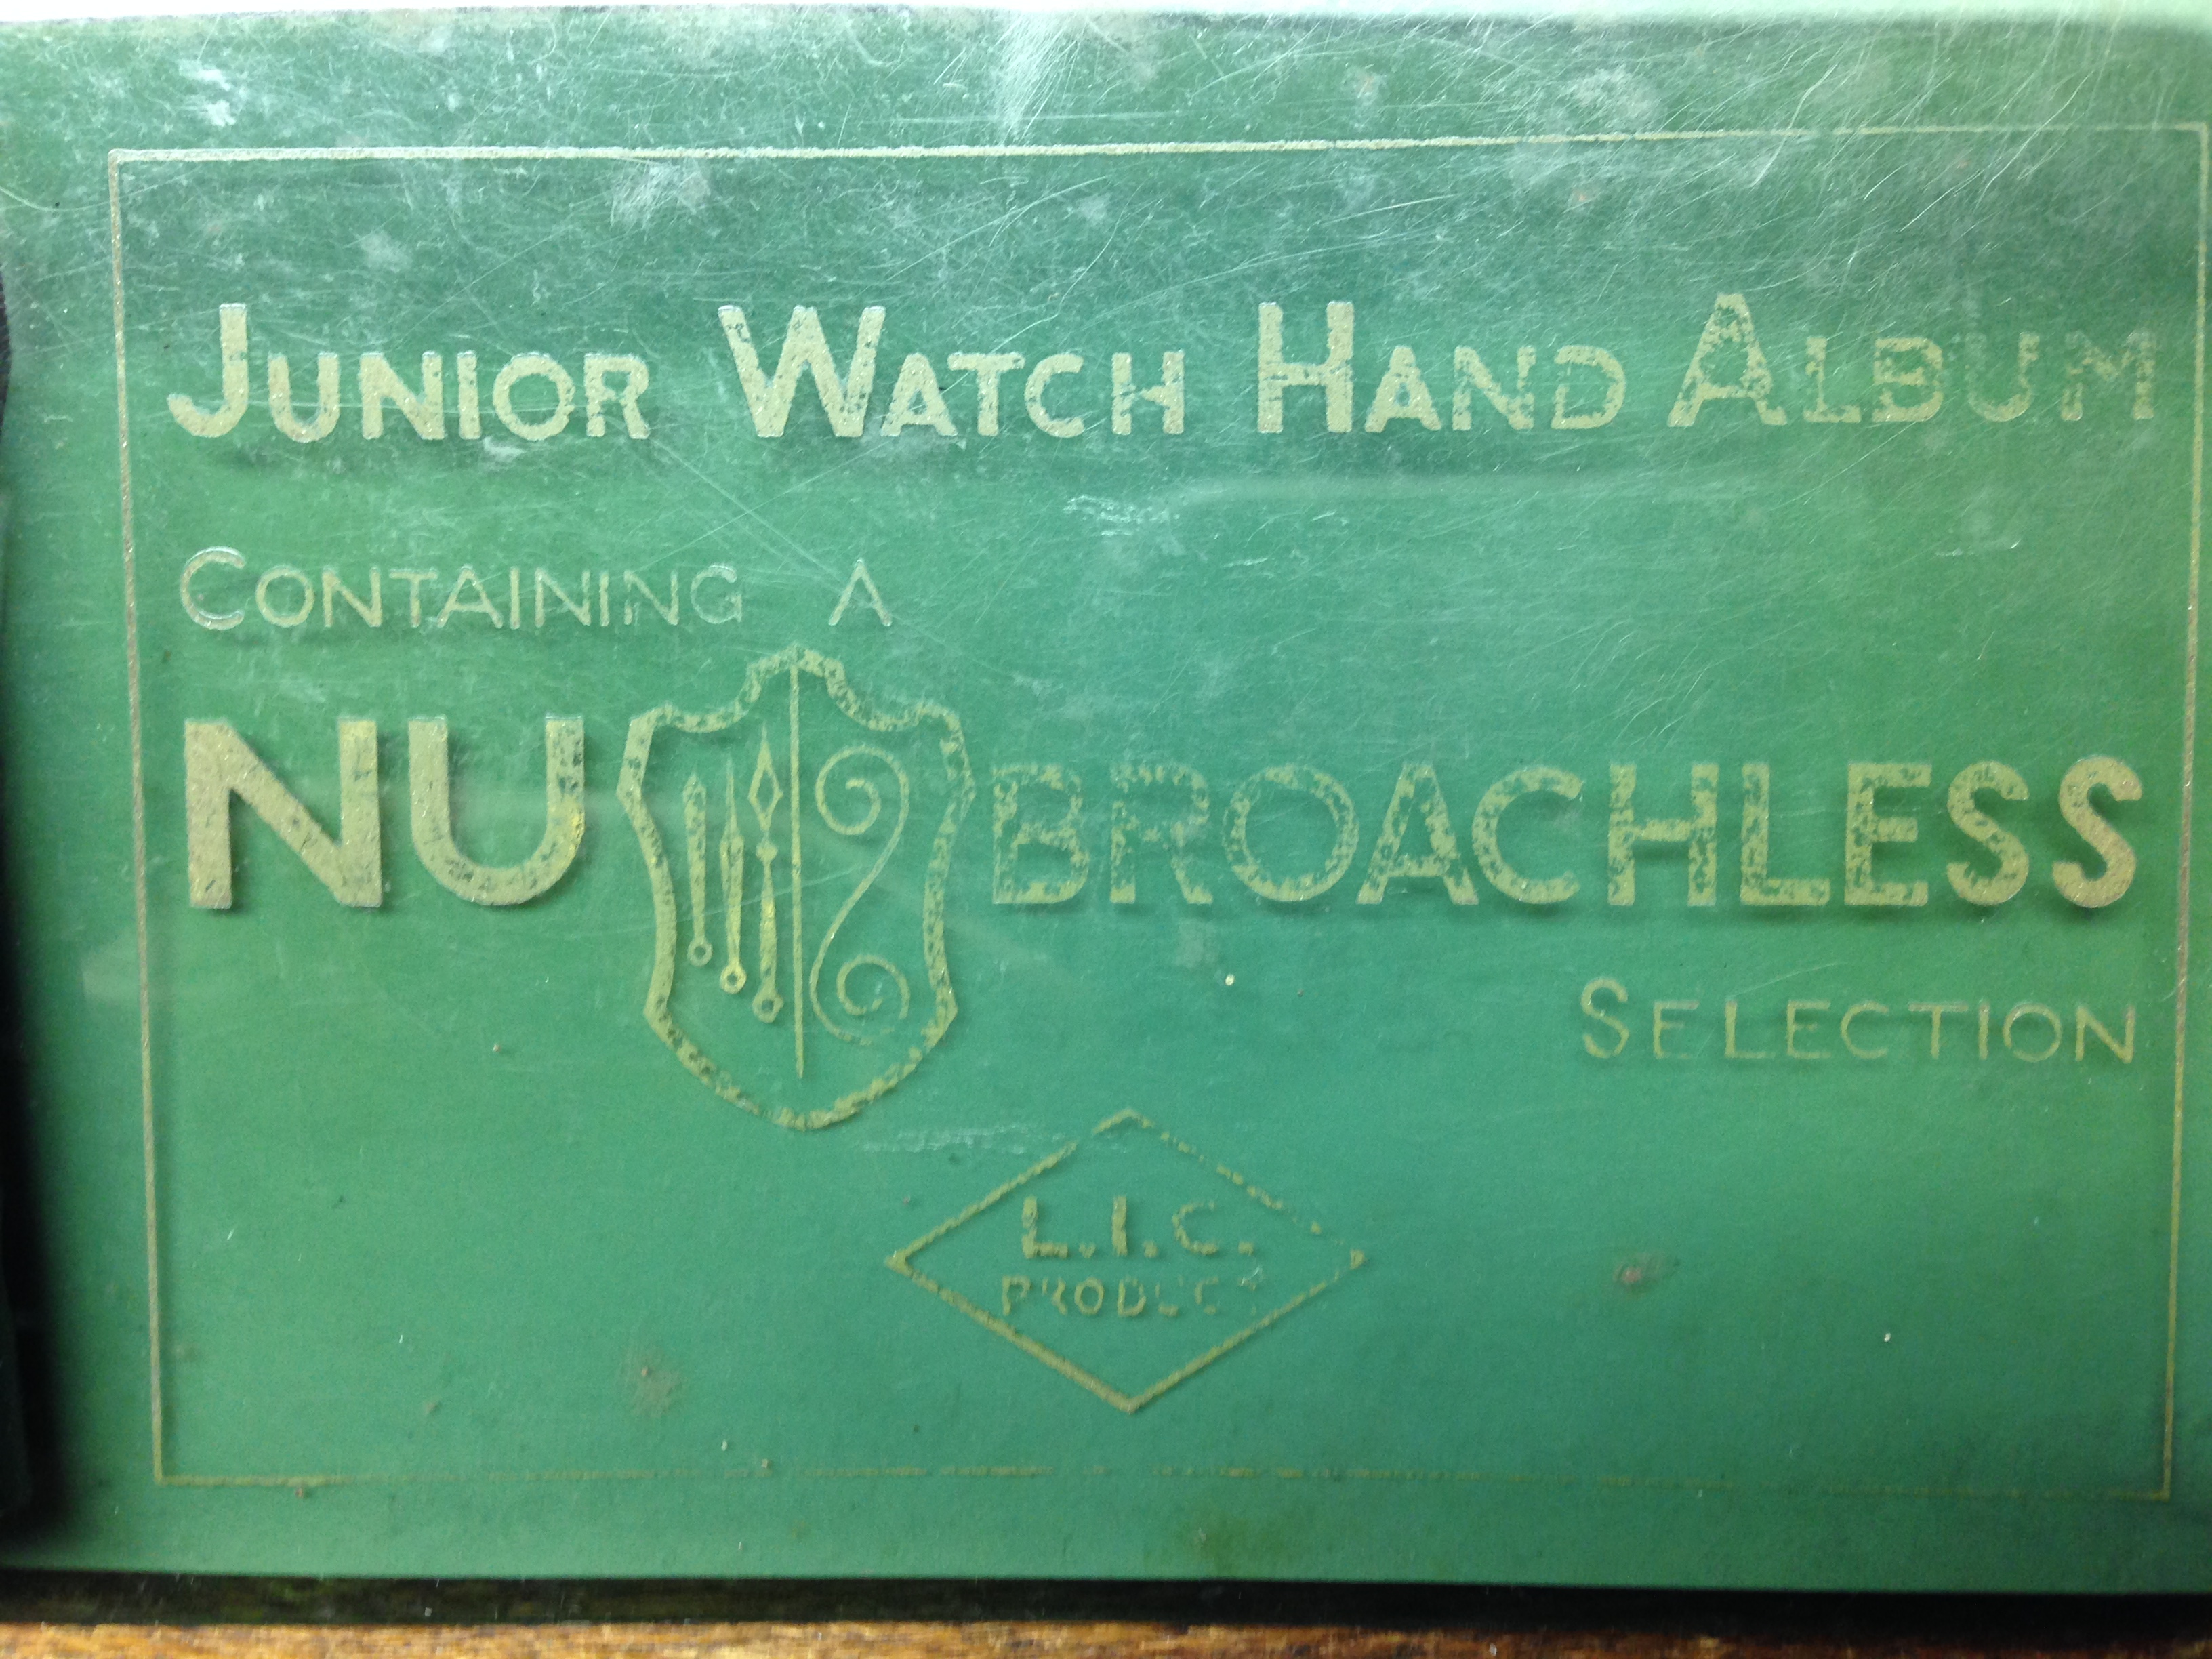 JUNIOR WATCH HAND ALBUM
CONTAINING A
NU BROACHLESS
SELECTION
L.I.C.
PRODUCT